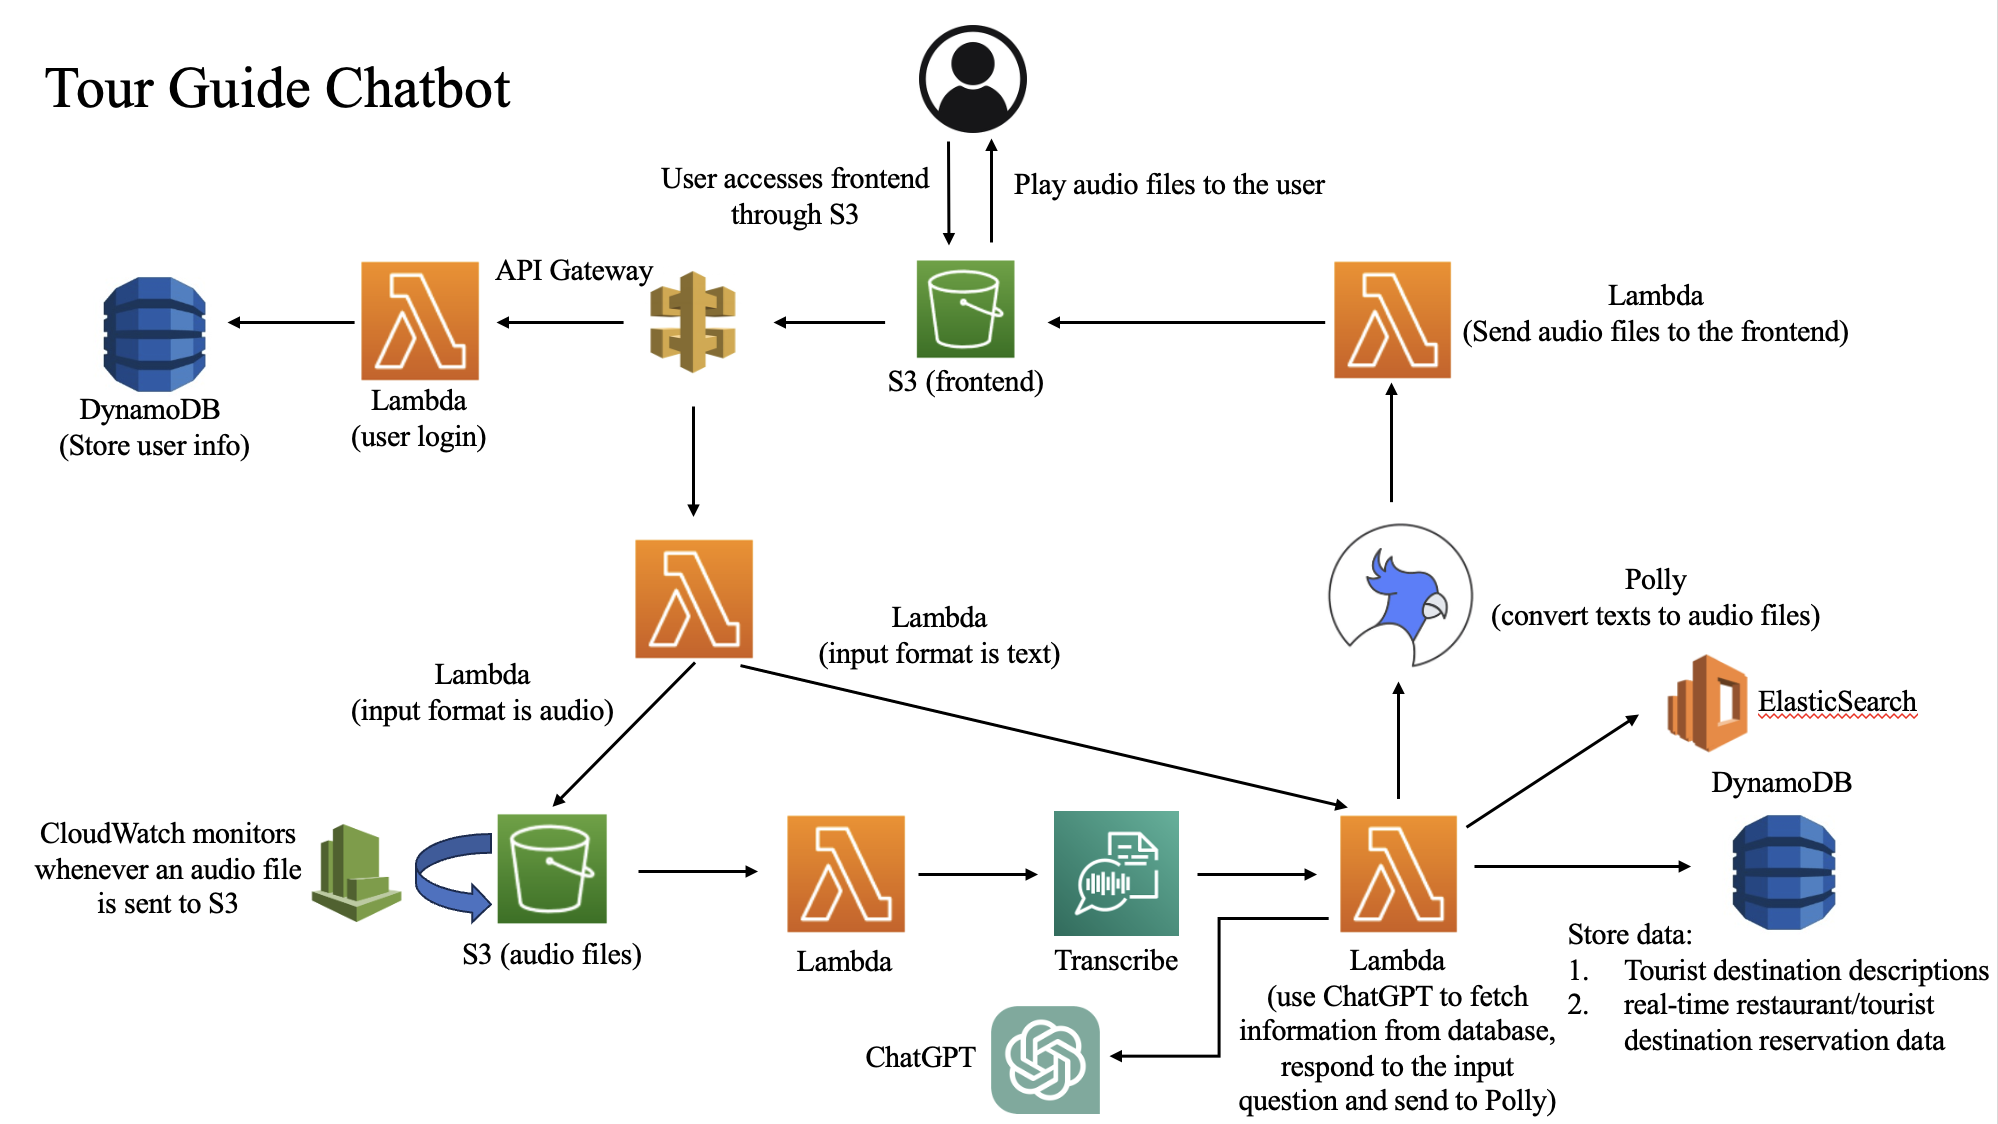 Tour Guide Chatbot
User accesses frontend
through S3
Play audio files to the user
API Gateway
Lambda
(Send audio files to the frontend)
S3 (frontend)
Lambda
(user login)
DynamoDB
(Store user info)
Polly
(convert texts to audio files)
Lambda
(input format is text)
Lambda
(input format is audio)
ElasticSearch
DynamoDB
CloudWatch monitors
whenever an audio file
is sent to S3
S3 (audio files)
Lambda
Transcribe
Lambda
(use ChatGPT to fetch
information from database,
respond to the input
question and send to Polly)
Store data:
1. Tourist destination descriptions
2. real-time restaurant/tourist
destination reservation data
ChatGPT